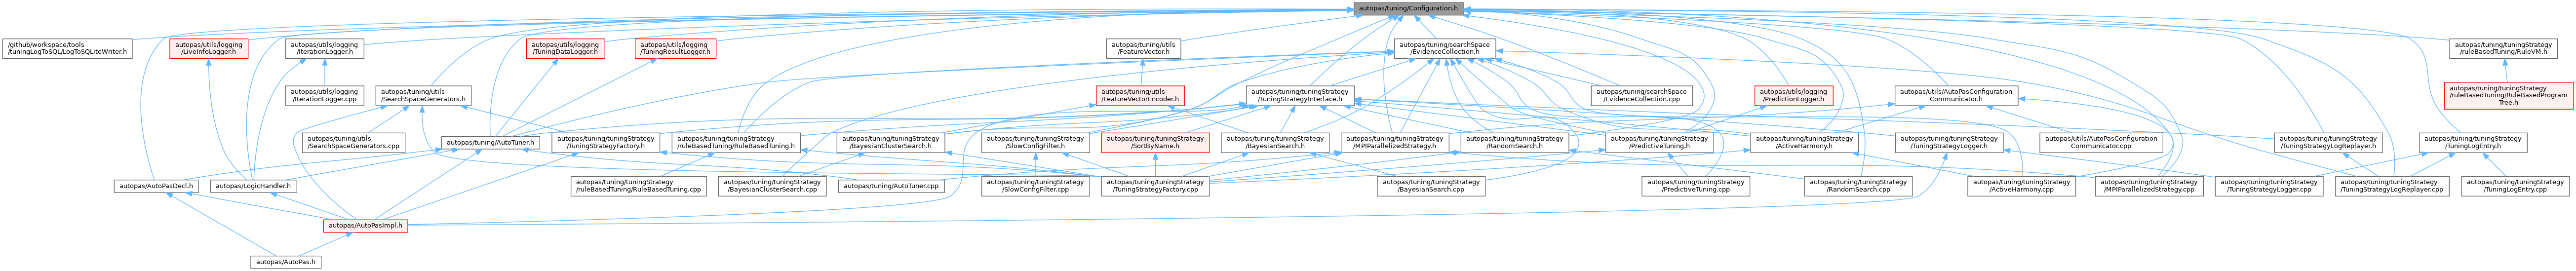 autopas/tuning/Configuration.h
/github/workspace/tools
/tuningLogToSQL/LogToSQLiteWriter.h
autopas/utils/logging
/LiveInfoLogger.h
autopas/utils/logging
/IterationLogger.h
autopas/utils/logging
/TuningDataLogger.h
autopas/utils/logging
/TuningResultLogger.h
autopas/tuning/utils
/FeatureVector.h
autopas/tuning/searchSpace
/EvidenceCollection.h
autopas/tuning/tuningStrategy
/ruleBasedTuning/RuleVM.h
autopas/utils/logging
/IterationLogger.cpp
autopas/tuning/utils
/SearchSpaceGenerators.h
autopas/tuning/utils
/FeatureVectorEncoder.h
autopas/tuning/tuningStrategy
/TuningStrategyInterface.h
autopas/tuning/searchSpace
/EvidenceCollection.cpp
autopas/utils/logging
/PredictionLogger.h
autopas/utils/AutoPasConfiguration
Communicator.h
autopas/tuning/tuningStrategy
/ruleBasedTuning/RuleBasedProgram
Tree.h
autopas/tuning/utils
/SearchSpaceGenerators.cpp
autopas/tuning/AutoTuner.h
autopas/tuning/tuningStrategy
/TuningStrategyFactory.h
autopas/tuning/tuningStrategy
/ruleBasedTuning/RuleBasedTuning.h
autopas/tuning/tuningStrategy
/BayesianClusterSearch.h
autopas/tuning/tuningStrategy
/SlowConfigFilter.h
autopas/tuning/tuningStrategy
/SortByName.h
autopas/tuning/tuningStrategy
/BayesianSearch.h
autopas/tuning/tuningStrategy
/MPIParallelizedStrategy.h
autopas/tuning/tuningStrategy
/RandomSearch.h
autopas/tuning/tuningStrategy
/PredictiveTuning.h
autopas/tuning/tuningStrategy
/ActiveHarmony.h
autopas/tuning/tuningStrategy
/TuningStrategyLogger.h
autopas/utils/AutoPasConfiguration
Communicator.cpp
autopas/tuning/tuningStrategy
/TuningStrategyLogReplayer.h
autopas/tuning/tuningStrategy
/TuningLogEntry.h
autopas/AutoPasDecl.h
autopas/LogicHandler.h
autopas/tuning/tuningStrategy
/ruleBasedTuning/RuleBasedTuning.cpp
autopas/tuning/tuningStrategy
/BayesianClusterSearch.cpp
autopas/tuning/AutoTuner.cpp
autopas/tuning/tuningStrategy
/SlowConfigFilter.cpp
autopas/tuning/tuningStrategy
/TuningStrategyFactory.cpp
autopas/tuning/tuningStrategy
/BayesianSearch.cpp
autopas/tuning/tuningStrategy
/PredictiveTuning.cpp
autopas/tuning/tuningStrategy
/RandomSearch.cpp
autopas/tuning/tuningStrategy
/ActiveHarmony.cpp
autopas/tuning/tuningStrategy
/MPIParallelizedStrategy.cpp
autopas/tuning/tuningStrategy
/TuningStrategyLogger.cpp
autopas/tuning/tuningStrategy
/TuningStrategyLogReplayer.cpp
autopas/tuning/tuningStrategy
/TuningLogEntry.cpp
autopas/AutoPasImpl.h
autopas/AutoPas.h